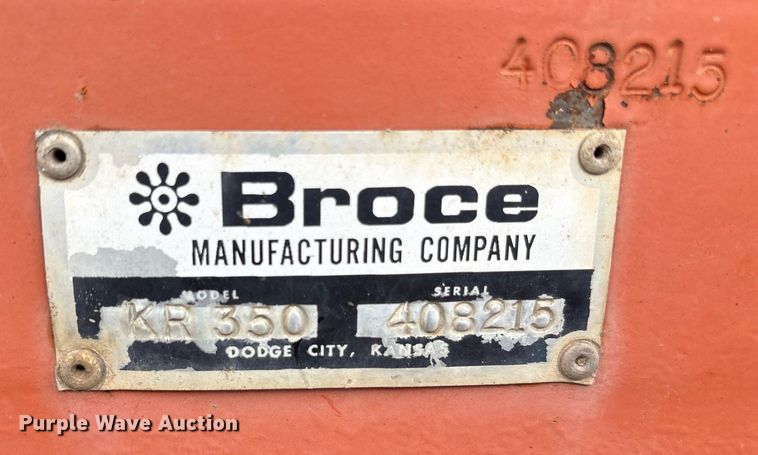 408215
Broce
MANUFACTURING COMPANY
MODEL SERIAL
KR 350 408215
DODGE CITY, KANSAS
Purple Wave Auction